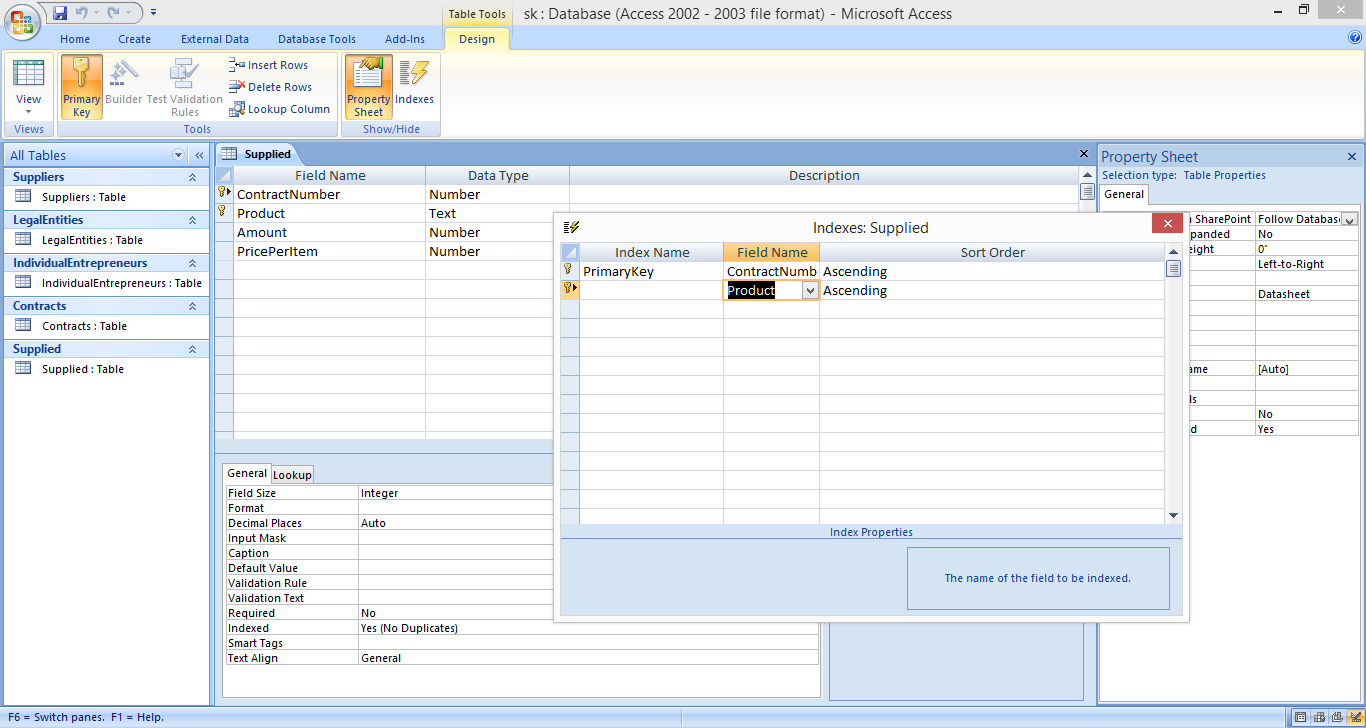 Table Tools
sk : Database (Access 2002 - 2003 file format) - Microsoft Access
Home Create External Data Database Tools Add-Ins Design
View
Primary Key
Builder
Test Validation Rules
Insert Rows
Delete Rows
Lookup Column
Property Sheet
Indexes
Views Tools Show/Hide
All Tables
Suppliers
Suppliers : Table
LegalEntities
LegalEntities : Table
IndividualEntrepreneurs
IndividualEntrepreneurs : Table
Contracts
Contracts : Table
Supplied
Supplied : Table
Supplied
Field Name Data Type Description
ContractNumber Number
Product Text
Amount Number
PricePerItem Number
General Lookup
Field Size Integer
Format
Decimal Places Auto
Input Mask
Caption
Default Value
Validation Rule
Validation Text
Required No
Indexed Yes (No Duplicates)
Smart Tags
Text Align General
Indexes: Supplied
Index Name Field Name Sort Order
PrimaryKey ContractNumb Ascending
Product Ascending
Index Properties
The name of the field to be indexed.
Property Sheet
Selection type: Table Properties
General
SharePoint Follow Databas
panded No
eight 0"
Left-to-Right
Datasheet
ame [Auto]
ls
No
d Yes
F6 = Switch panes. F1 = Help.